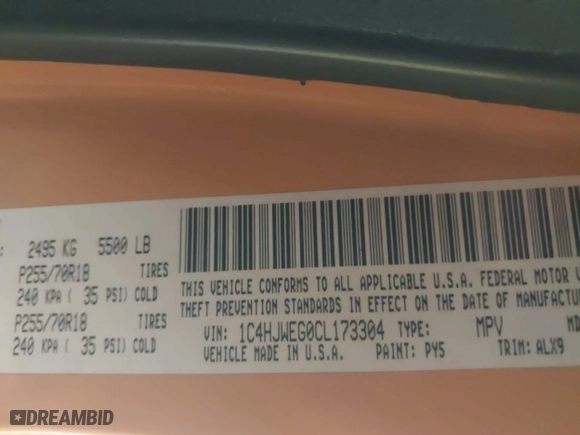 : 2495 KG 5500 LB
P255/70R18 TIRES
240 KPA ( 35 PSI) COLD
P255/70R18 TIRES
240 KPA ( 35 PSI) COLD
THIS VEHICLE CONFORMS TO ALL APPLICABLE U.S.A. FEDERAL MOTOR
THEFT PREVENTION STANDARDS IN EFFECT ON THE DATE OF MANUFACTU
VIN: 1C4HJWEG0CL173304 TYPE: MPV MD
VEHICLE MADE IN U.S.A. PAINT: PY5 TRIM: ALX9
DREAMBID